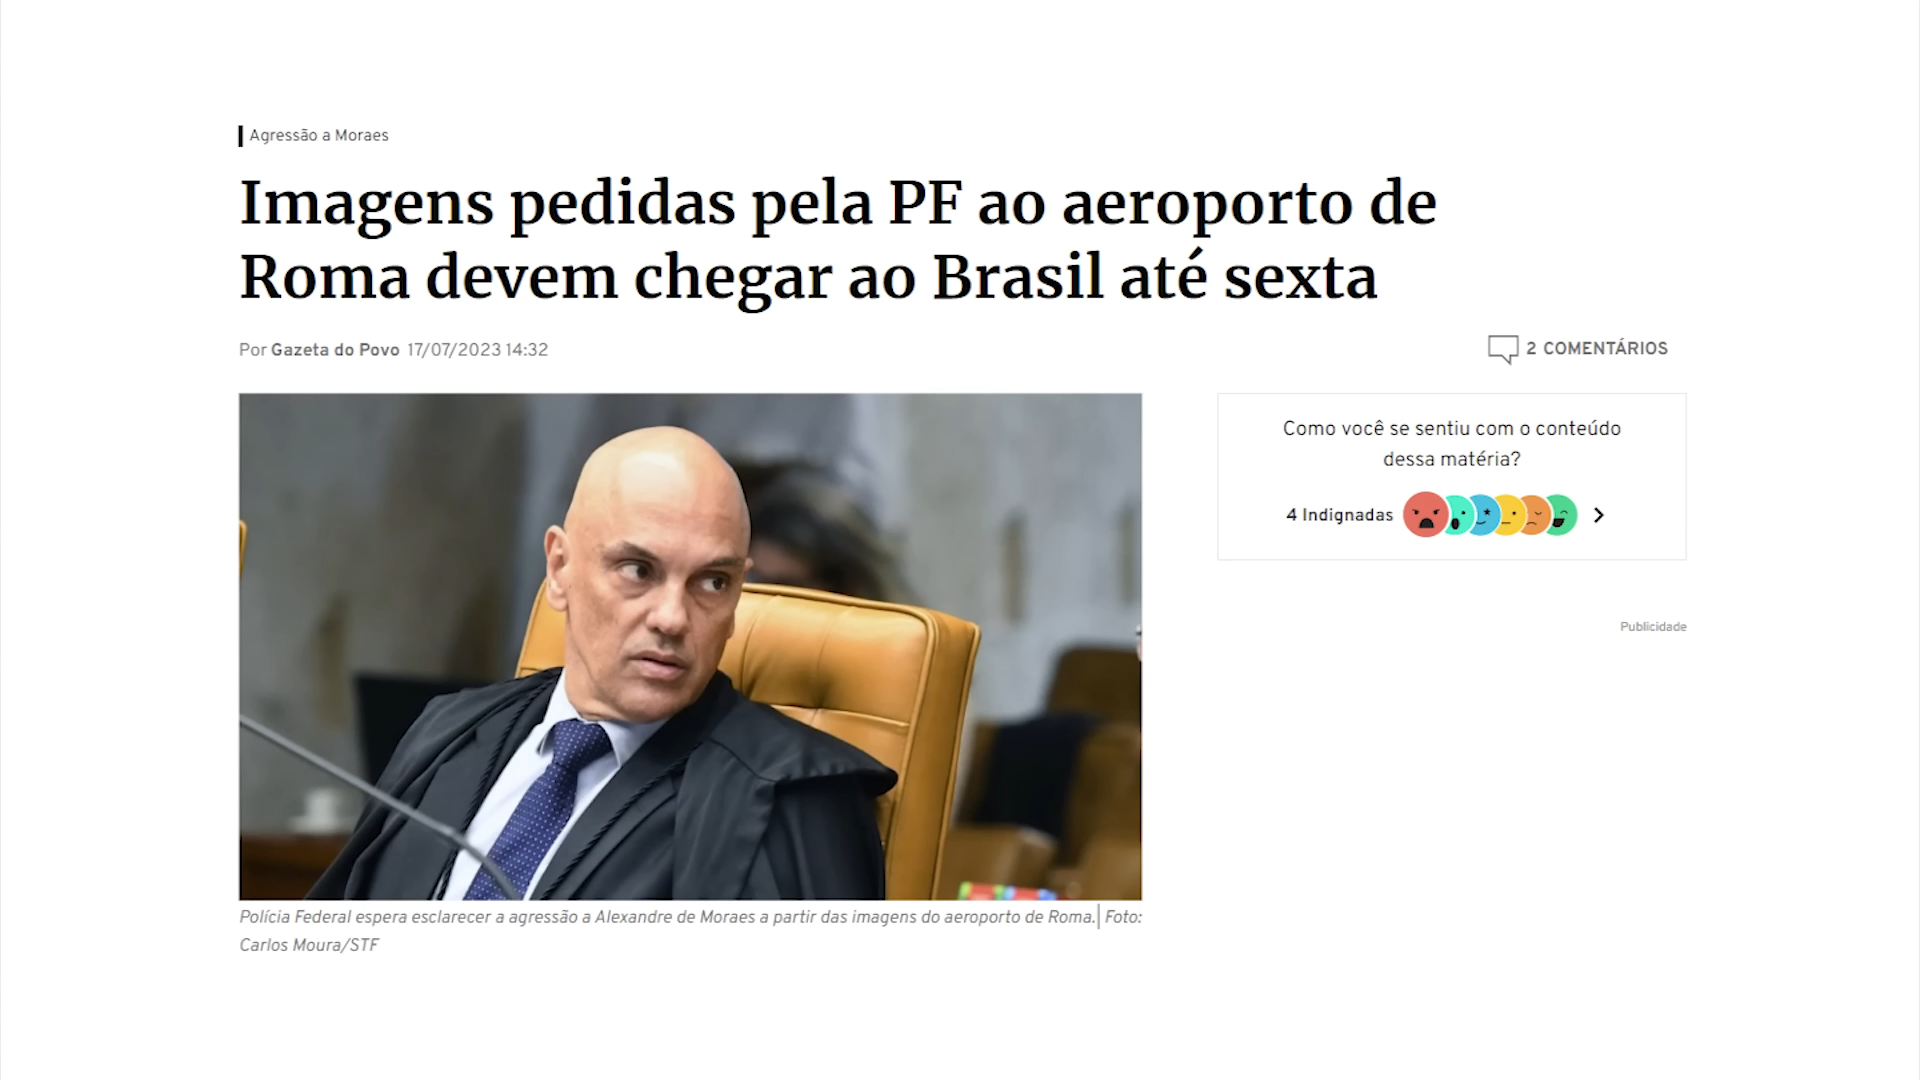 Agressão a Moraes
Imagens pedidas pela PF ao aeroporto de
Roma devem chegar ao Brasil até sexta
Por Gazeta do Povo 17/07/2023 14:32
2 COMENTÁRIOS
Como você se sentiu com o conteúdo
dessa matéria?
4 Indignadas
Publicidade
Polícia Federal espera esclarecer a agressão a Alexandre de Moraes a partir das imagens do aeroporto de Roma.| Foto:
Carlos Moura/STF